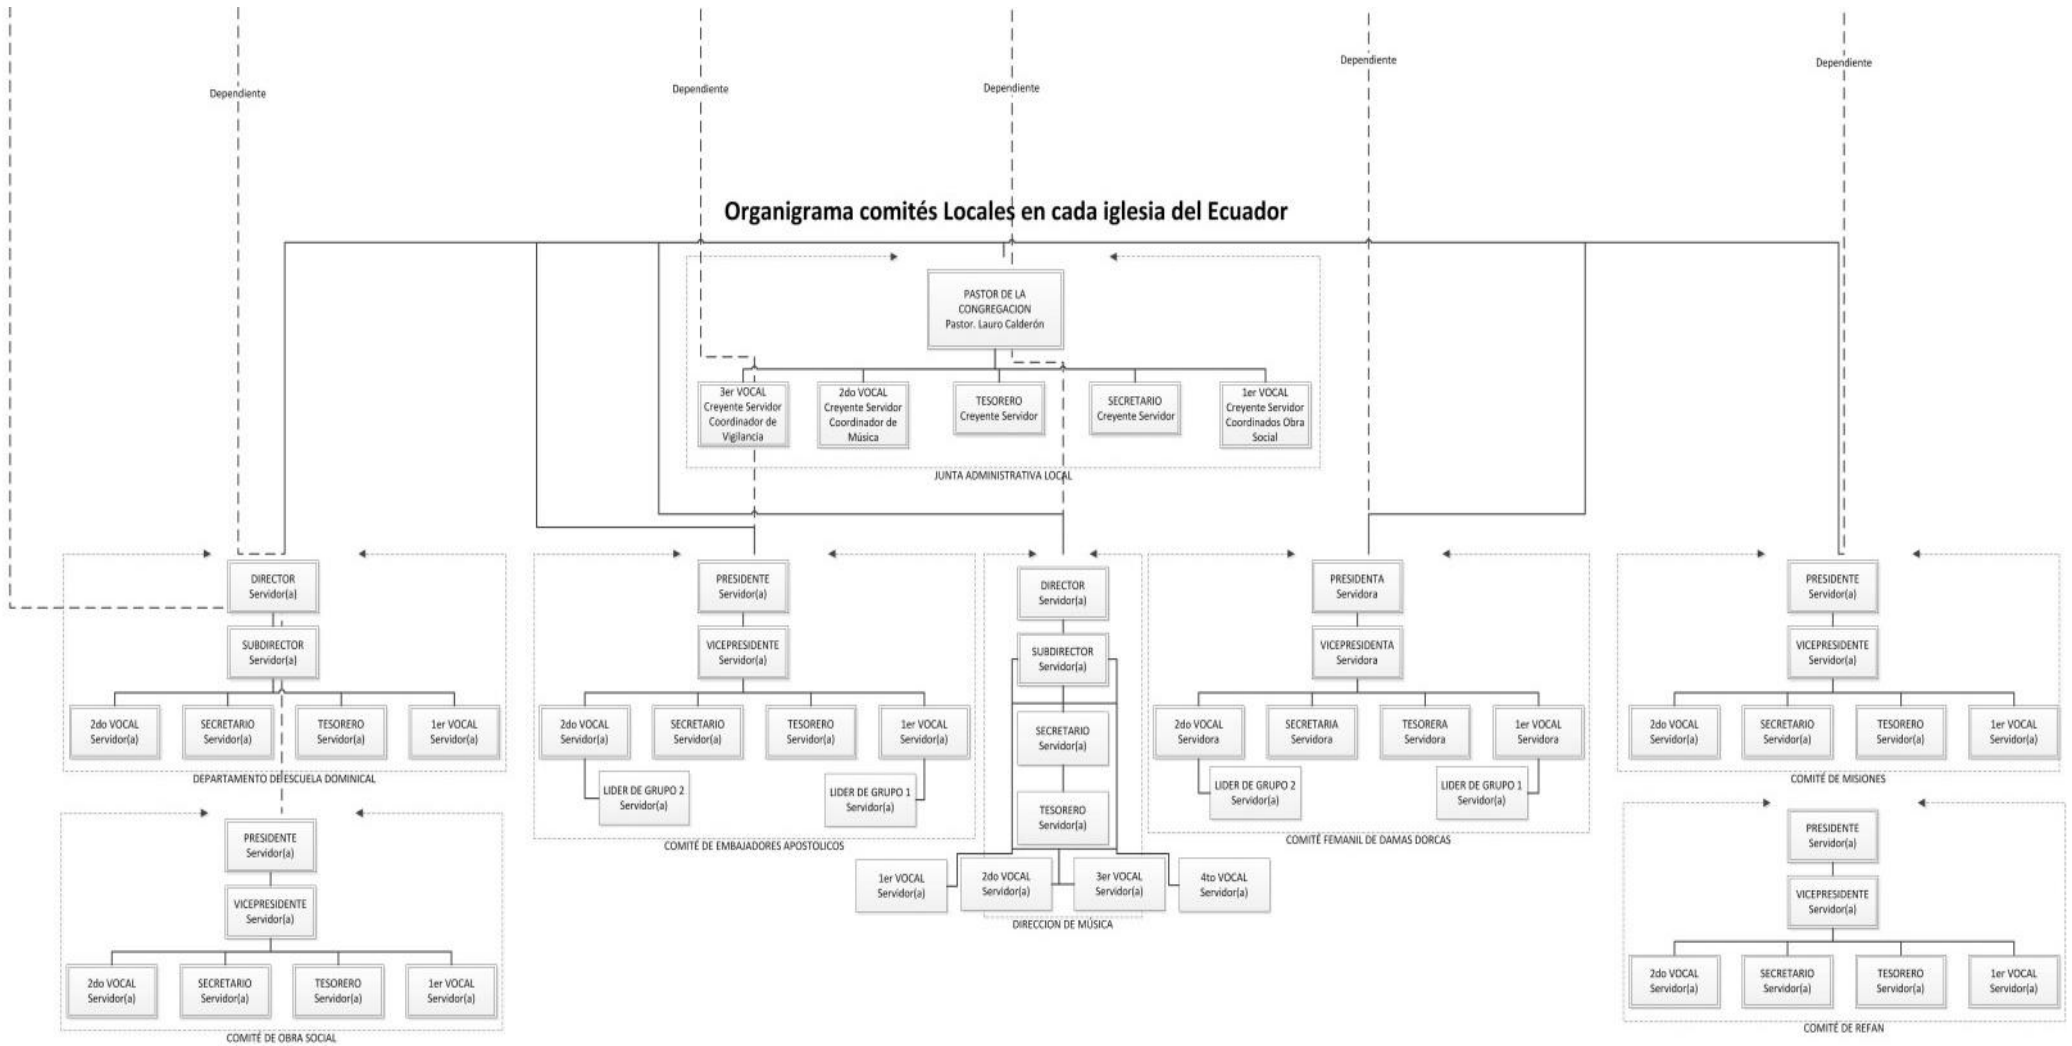 Dependiente
Dependiente
Dependiente
Dependiente
Dependiente
Organigrama comités Locales en cada iglesia del Ecuador
PASTOR DE LA
CONGREGACION
Pastor. Lauro Calderón
3er VOCAL
Creyente Servidor
Coordinador de
Vigilancia
2do VOCAL
Creyente Servidor
Coordinador de
Música
TESORERO
Creyente Servidor
SECRETARIO
Creyente Servidor
1er VOCAL
Creyente Servidor
Coordinados Obra
Social
JUNTA ADMINISTRATIVA LOCAL
DIRECTOR
Servidor(a)
SUBDIRECTOR
Servidor(a)
2do VOCAL
Servidor(a)
SECRETARIO
Servidor(a)
TESORERO
Servidor(a)
1er VOCAL
Servidor(a)
DEPARTAMENTO DE ESCUELA DOMINICAL
PRESIDENTE
Servidor(a)
VICEPRESIDENTE
Servidor(a)
2do VOCAL
Servidor(a)
SECRETARIO
Servidor(a)
TESORERO
Servidor(a)
1er VOCAL
Servidor(a)
COMITÉ DE OBRA SOCIAL
PRESIDENTE
Servidor(a)
VICEPRESIDENTE
Servidor(a)
2do VOCAL
Servidor(a)
SECRETARIO
Servidor(a)
TESORERO
Servidor(a)
1er VOCAL
Servidor(a)
LIDER DE GRUPO 2
Servidor(a)
LIDER DE GRUPO 1
Servidor(a)
COMITÉ DE EMBAJADORES APOSTOLICOS
DIRECTOR
Servidor(a)
SUBDIRECTOR
Servidor(a)
SECRETARIO
Servidor(a)
TESORERO
Servidor(a)
1er VOCAL
Servidor(a)
2do VOCAL
Servidor(a)
3er VOCAL
Servidor(a)
4to VOCAL
Servidor(a)
DIRECCION DE MÚSICA
PRESIDENTA
Servidora
VICEPRESIDENTA
Servidora
2do VOCAL
Servidora
SECRETARIA
Servidora
TESORERA
Servidora
1er VOCAL
Servidora
LIDER DE GRUPO 2
Servidor(a)
LIDER DE GRUPO 1
Servidor(a)
COMITÉ FEMANIL DE DAMAS DORCAS
PRESIDENTE
Servidor(a)
VICEPRESIDENTE
Servidor(a)
2do VOCAL
Servidor(a)
SECRETARIO
Servidor(a)
TESORERO
Servidor(a)
1er VOCAL
Servidor(a)
COMITÉ DE MISIONES
PRESIDENTE
Servidor(a)
VICEPRESIDENTE
Servidor(a)
2do VOCAL
Servidor(a)
SECRETARIO
Servidor(a)
TESORERO
Servidor(a)
1er VOCAL
Servidor(a)
COMITÉ DE REFAN